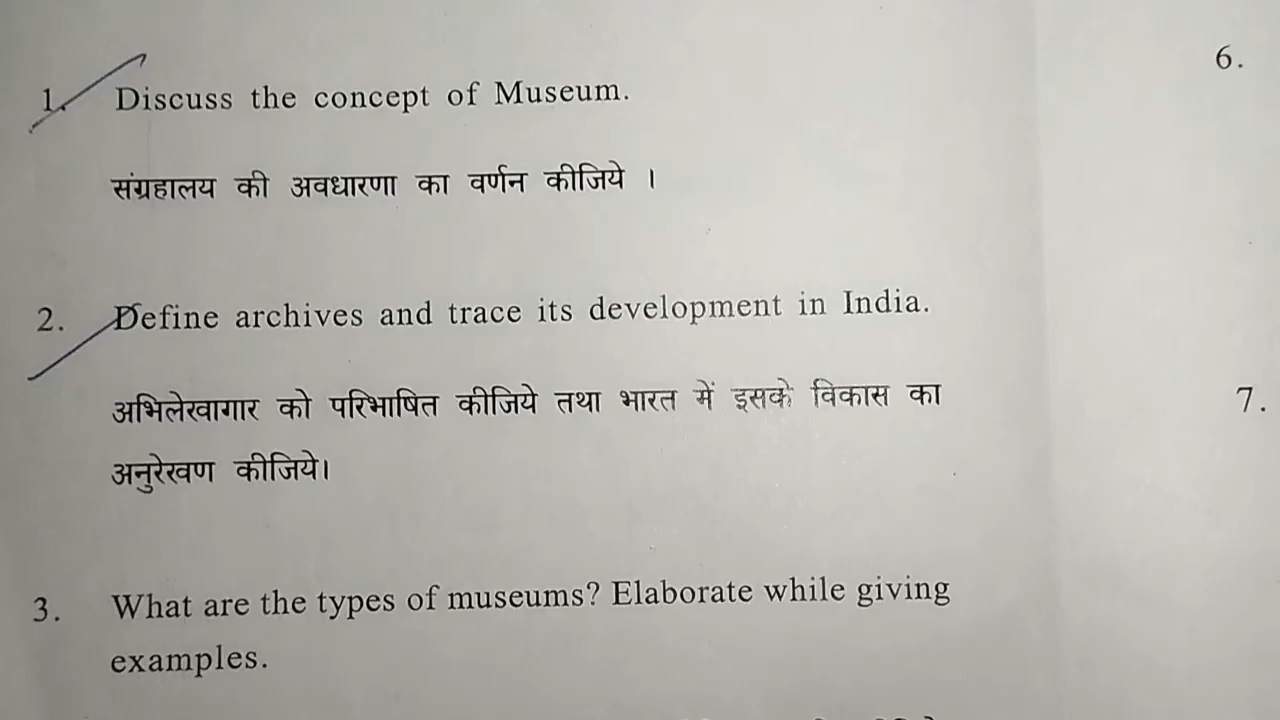 1. Discuss the concept of Museum.
संग्रहालय की अवधारणा का वर्णन कीजिये ।
2. Define archives and trace its development in India.
अभिलेखागार को परिभाषित कीजिये तथा भारत में इसके विकास का
अनुरेखण कीजिये।
3. What are the types of museums? Elaborate while giving
examples.
6.
7.